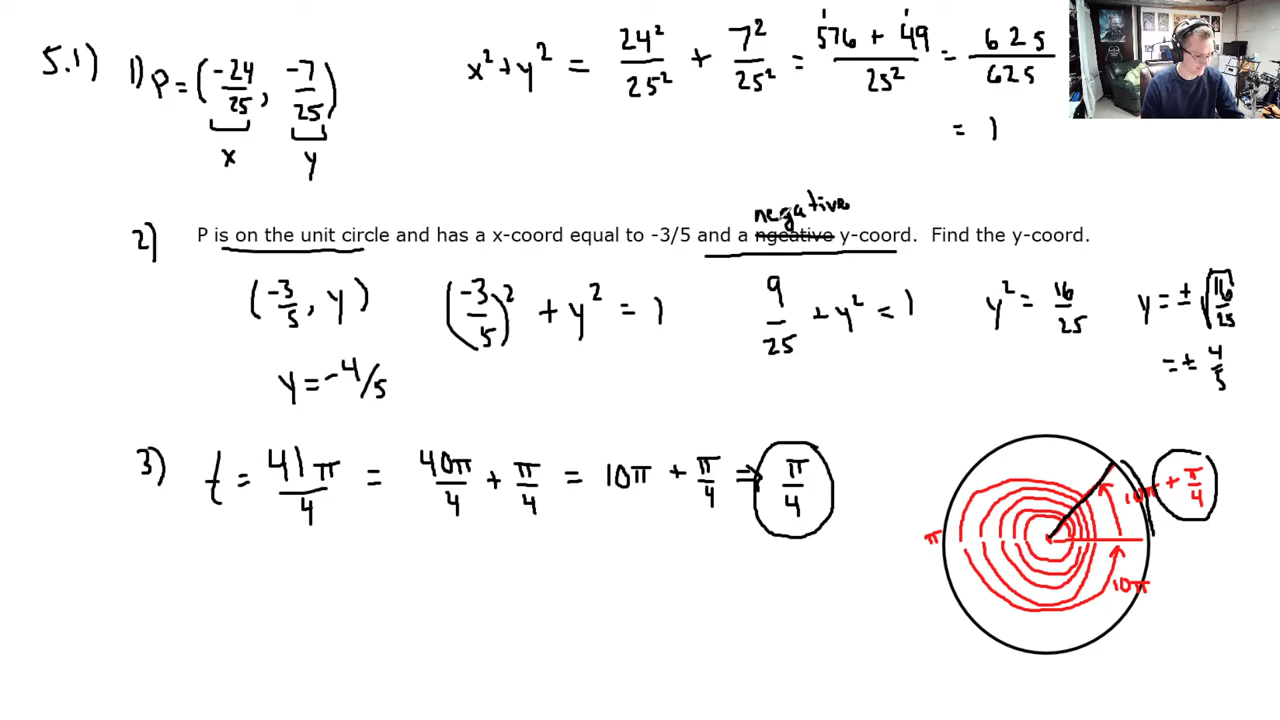 5.1) 1) P = (-24/25, -7/25) x² + y² = 24²/25² + 7²/25² = 576 + 49/25² = 625/625
x y = 1
negative
2) P is on the unit circle and has a x-coord equal to -3/5 and a ngeative y-coord. Find the y-coord.
(-3/5, y) (-3/5)² + y² = 1 9/25 + y² = 1 y² = 16/25 y = ± √16/25
y = -4/5 = ± 4/5
3) t = 41π/4 = 40π/4 + π/4 = 10π + π/4 ⇒ π/4
10π + π/4
π
10π